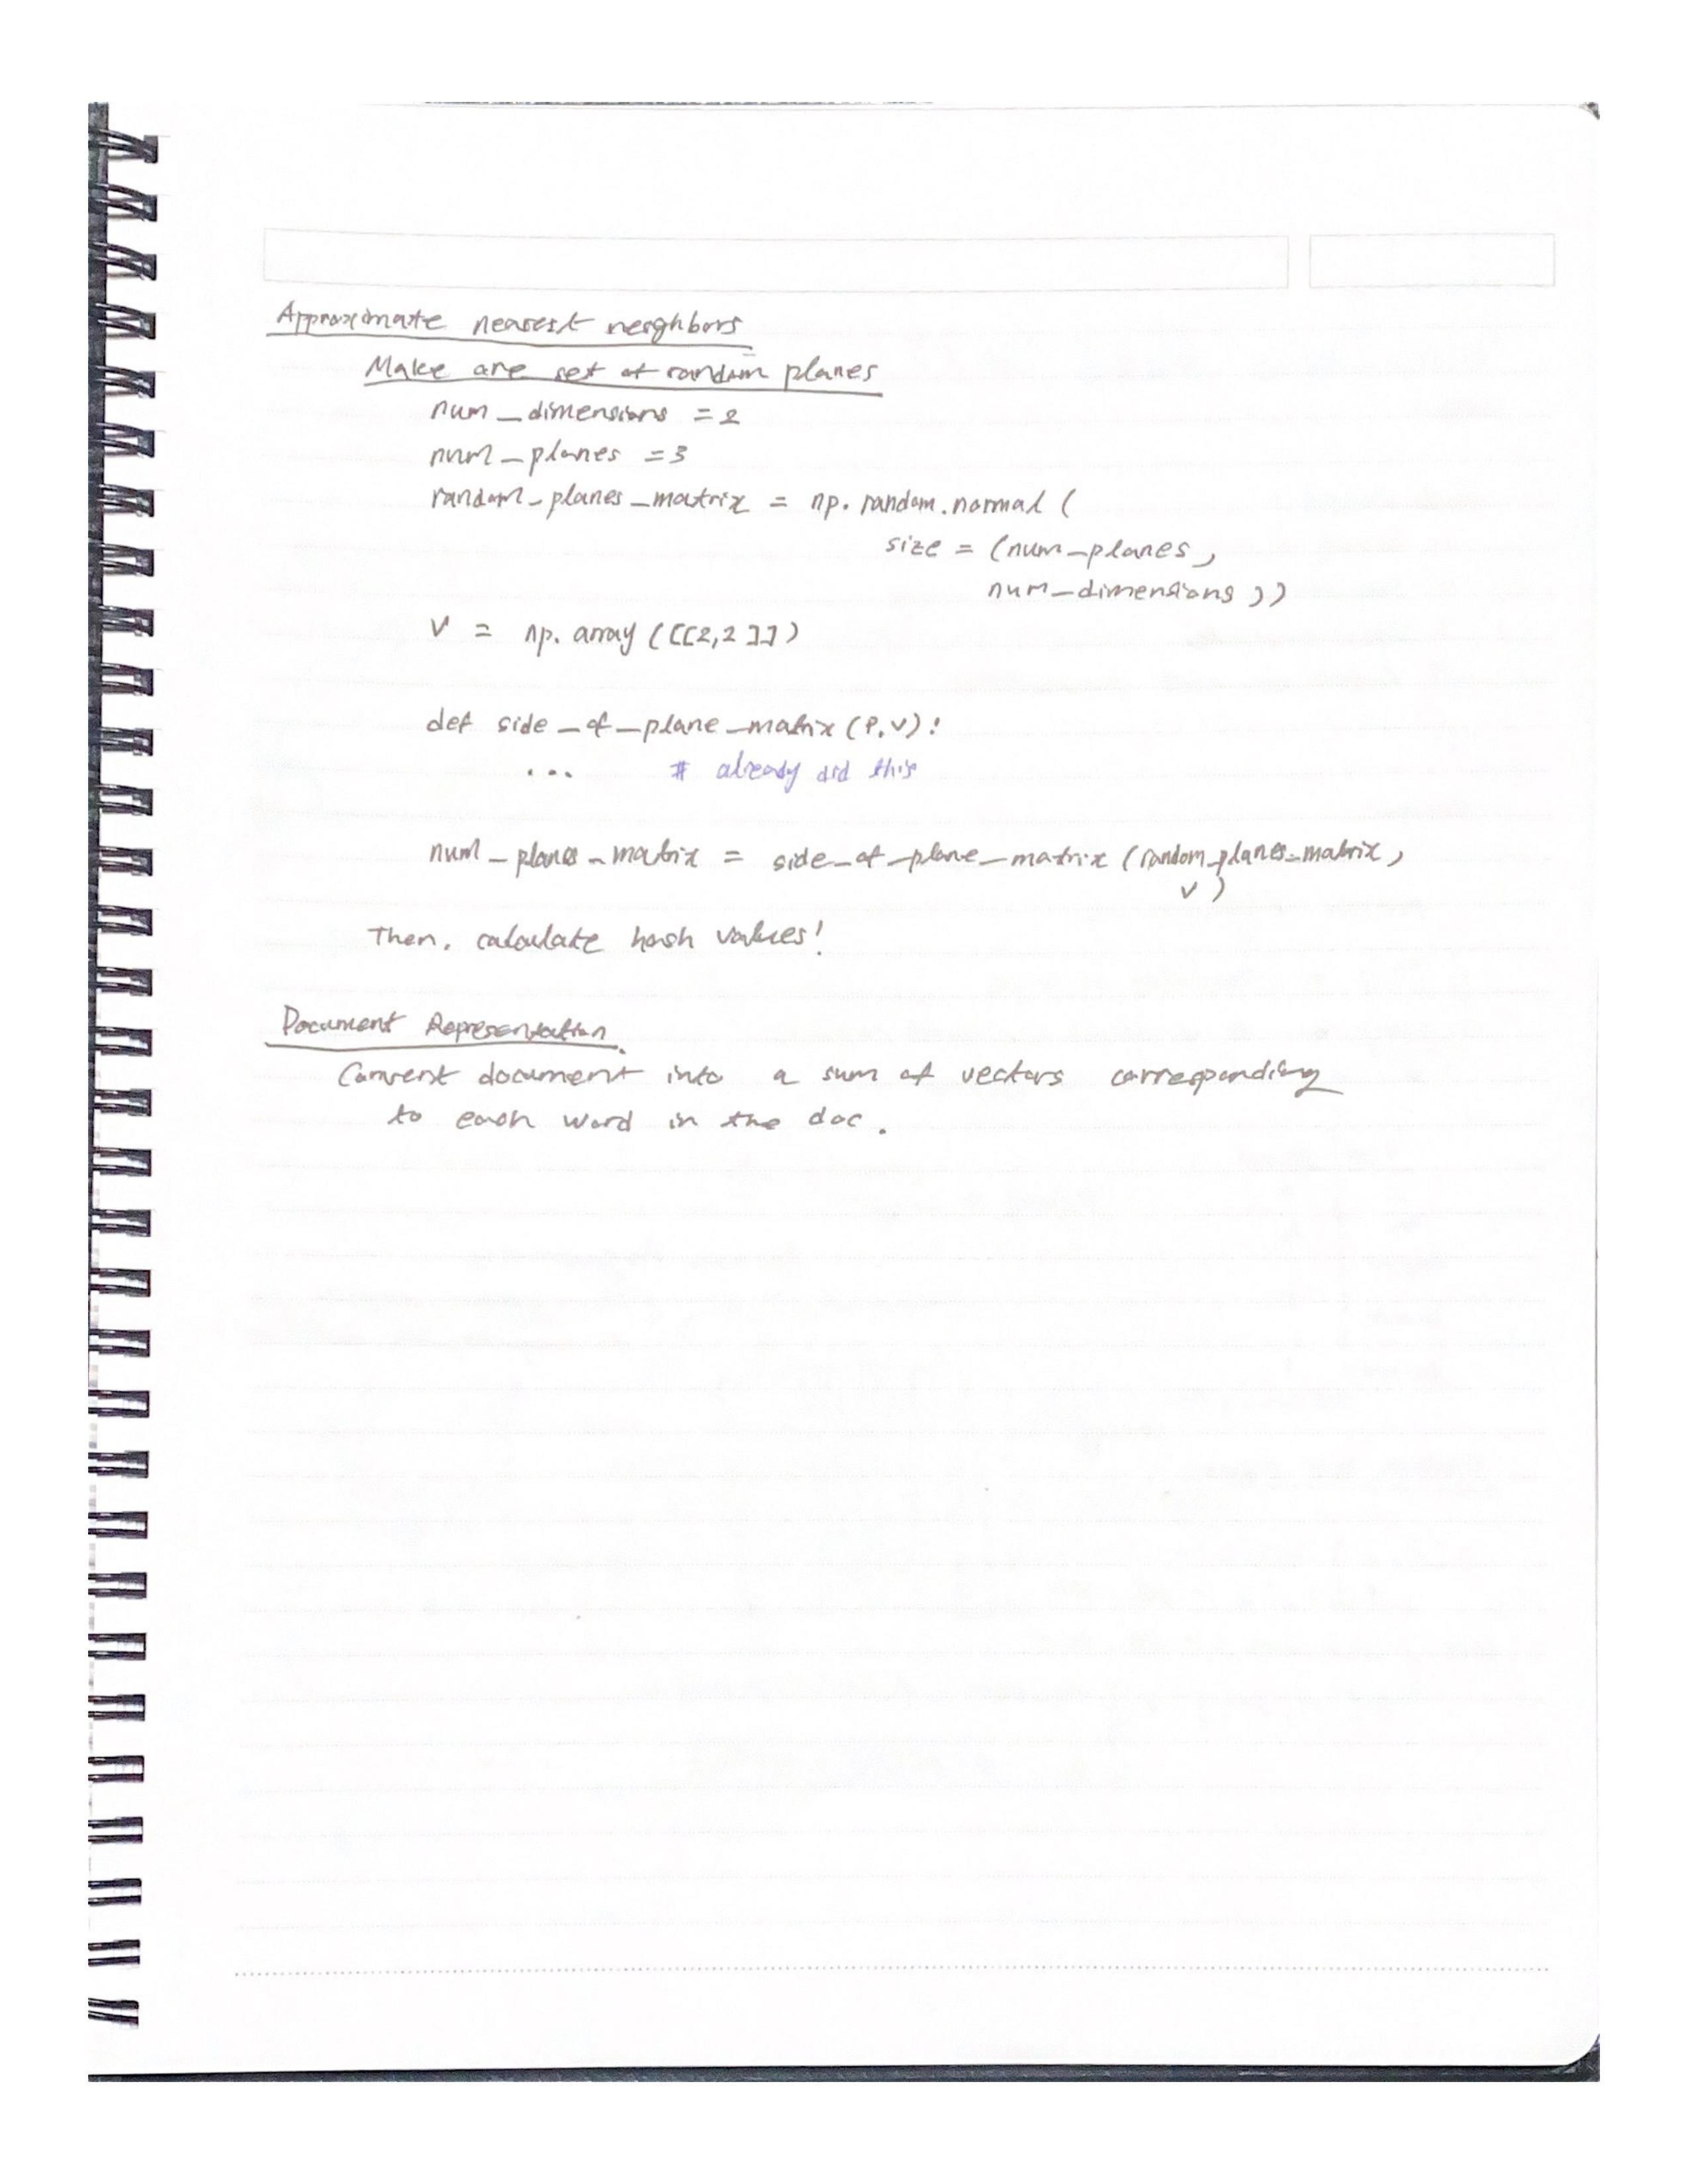 Approximate nearest neighbors
Make are set of random planes
num_dimensions = 2
num_planes = 3
random_planes_matrix = np.random.normal(
size = (num_planes,
num_dimensions))
V = np.array([[2,2]])
def side_of_plane_matrix(P,V):
... # already did this
num_planes_matrix = side_of_plane_matrix(random_planes_matrix,
V)
Then, calculate hash values!
Document Representation
Convert document into a sum of vectors corresponding
to each word in the doc.